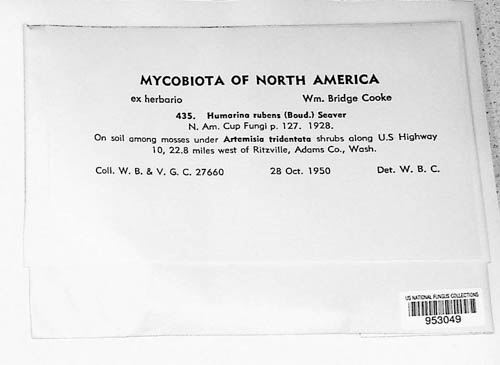 MYCOBIOTA OF NORTH AMERICA
ex herbario Wm. Bridge Cooke
435. Humarina rubens (Boud.) Seaver
N. Am. Cup Fungi p. 127. 1928.
On soil among mosses under Artemisia tridentata shrubs along U.S Highway
10, 22.8 miles west of Ritzville, Adams Co., Wash.
Coll. W. B. & V. G. C. 27660 28 Oct. 1950 Det. W. B. C.
US NATIONAL FUNGUS COLLECTIONS
953049